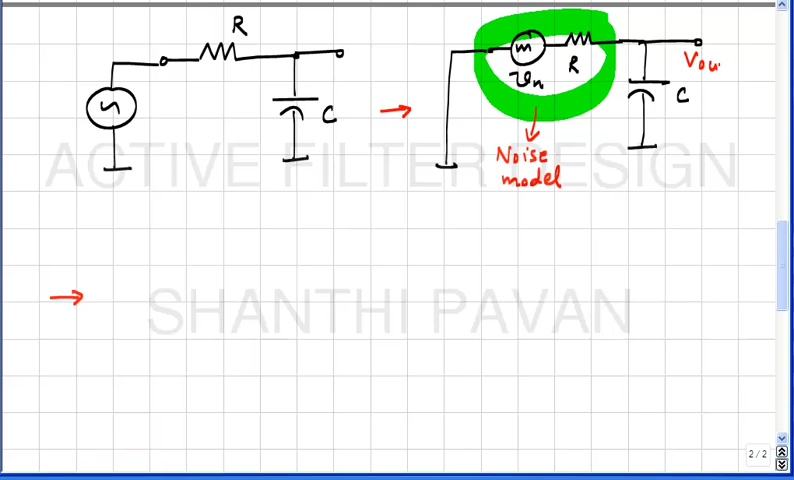 R
C
m
Vn
R
Vou
C
Noise
model
ACTIVE FILTER DESIGN
SHANTHI PAVAN
2 / 2